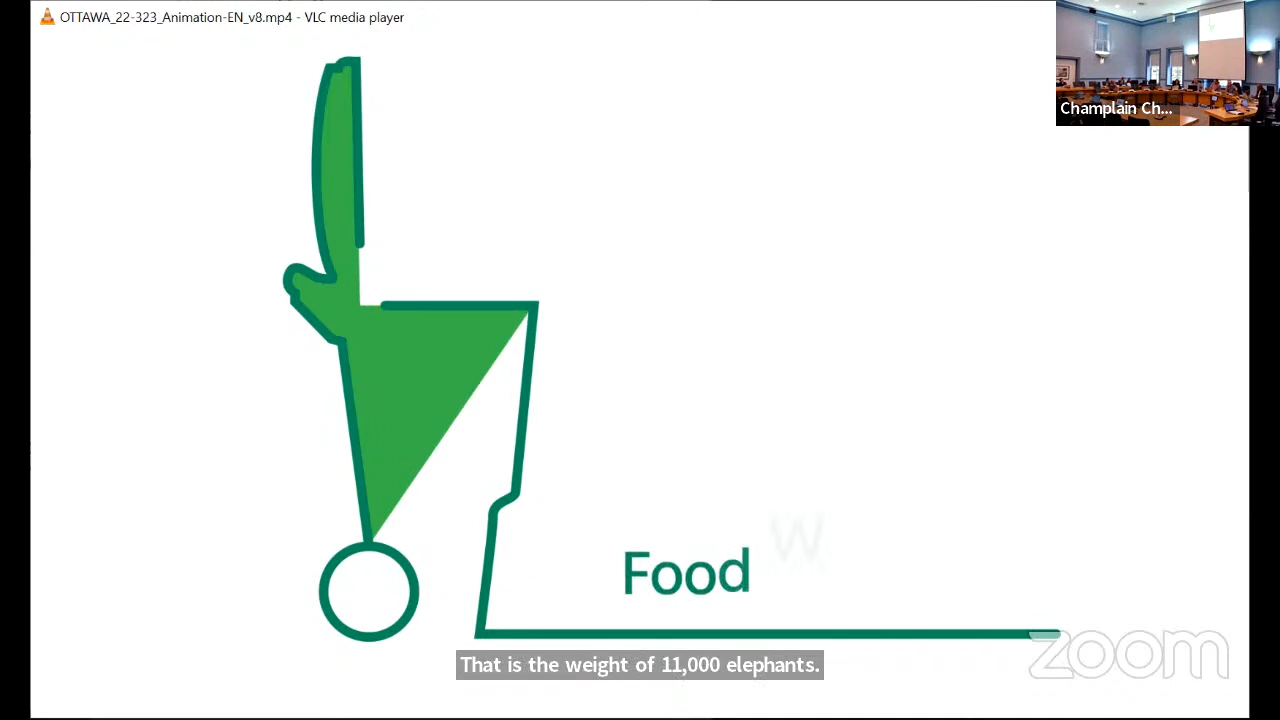 OTTAWA_22-323_Animation-EN_v8.mp4 - VLC media player
Champlain Ch...
Food W
That is the weight of 11,000 elephants.
zoom